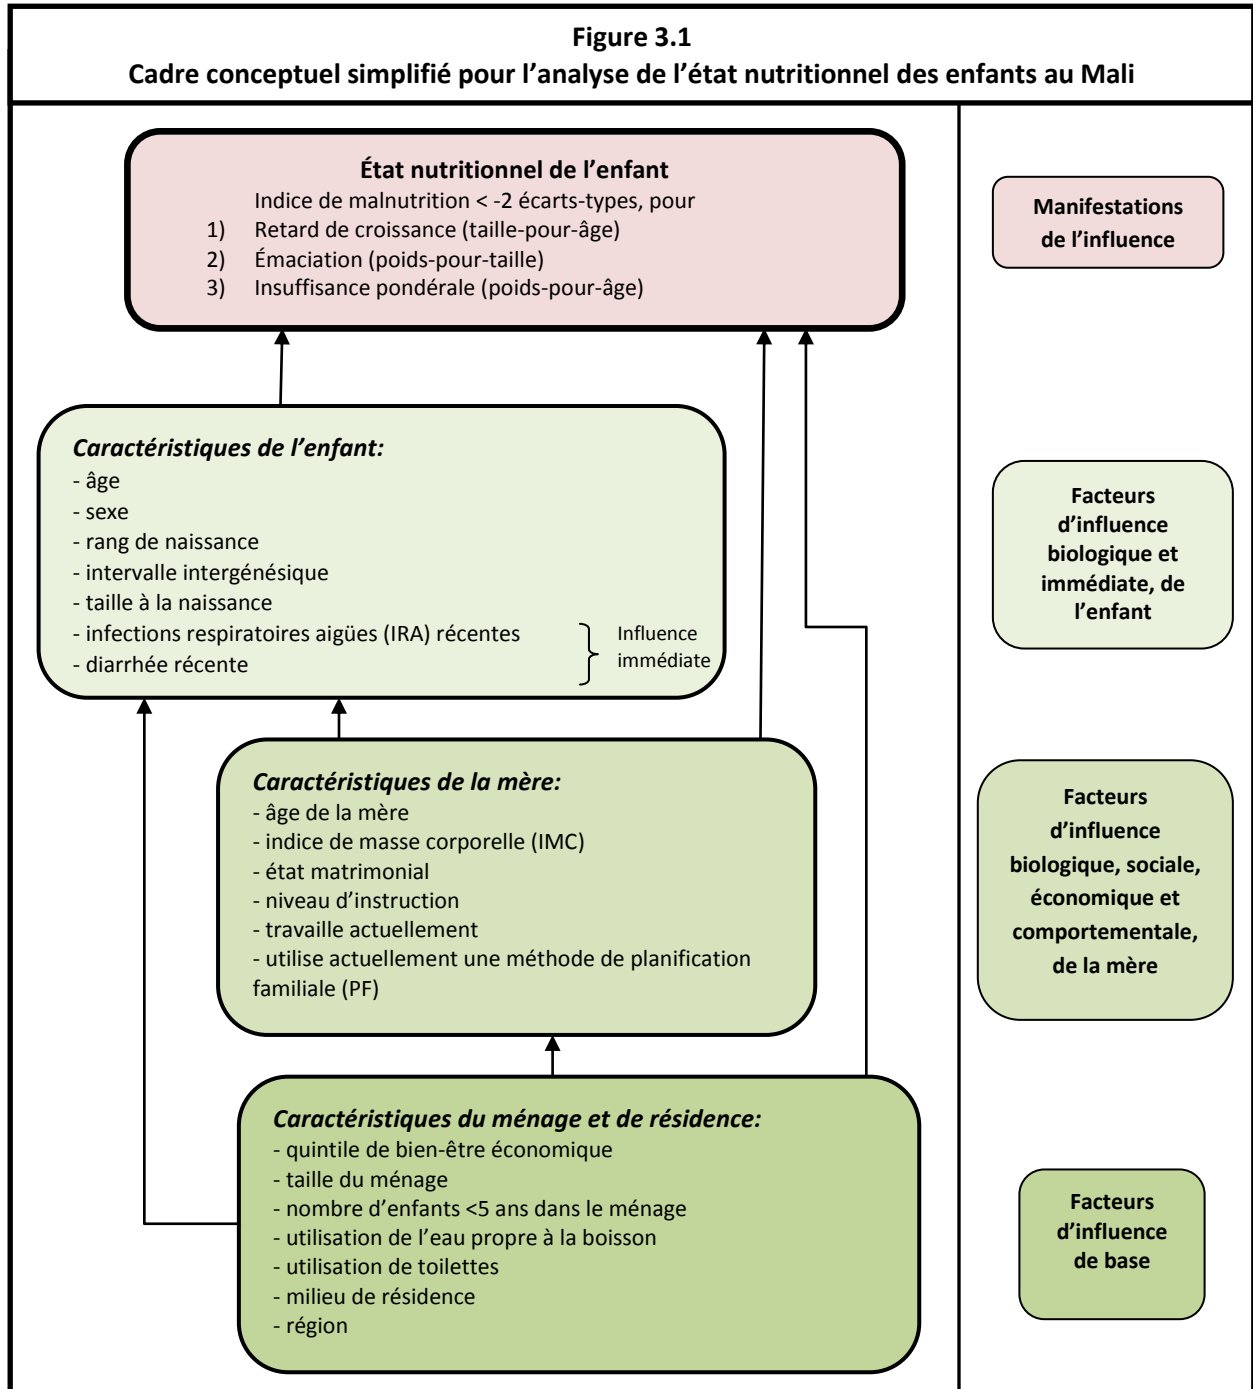 Figure 3.1
Cadre conceptuel simplifié pour l’analyse de l’état nutritionnel des enfants au Mali
État nutritionnel de l’enfant
Indice de malnutrition < -2 écarts-types, pour
1) Retard de croissance (taille-pour-âge)
2) Émaciation (poids-pour-taille)
3) Insuffisance pondérale (poids-pour-âge)
Manifestations
de l’influence
Caractéristiques de l’enfant:
- âge
- sexe
- rang de naissance
- intervalle intergénésique
- taille à la naissance
- infections respiratoires aigües (IRA) récentes
- diarrhée récente
Influence
immédiate
Facteurs
d’influence
biologique et
immédiate, de
l’enfant
Caractéristiques de la mère:
- âge de la mère
- indice de masse corporelle (IMC)
- état matrimonial
- niveau d’instruction
- travaille actuellement
- utilise actuellement une méthode de planification
familiale (PF)
Facteurs
d’influence
biologique, sociale,
économique et
comportementale,
de la mère
Caractéristiques du ménage et de résidence:
- quintile de bien-être économique
- taille du ménage
- nombre d’enfants <5 ans dans le ménage
- utilisation de l’eau propre à la boisson
- utilisation de toilettes
- milieu de résidence
- région
Facteurs
d’influence
de base